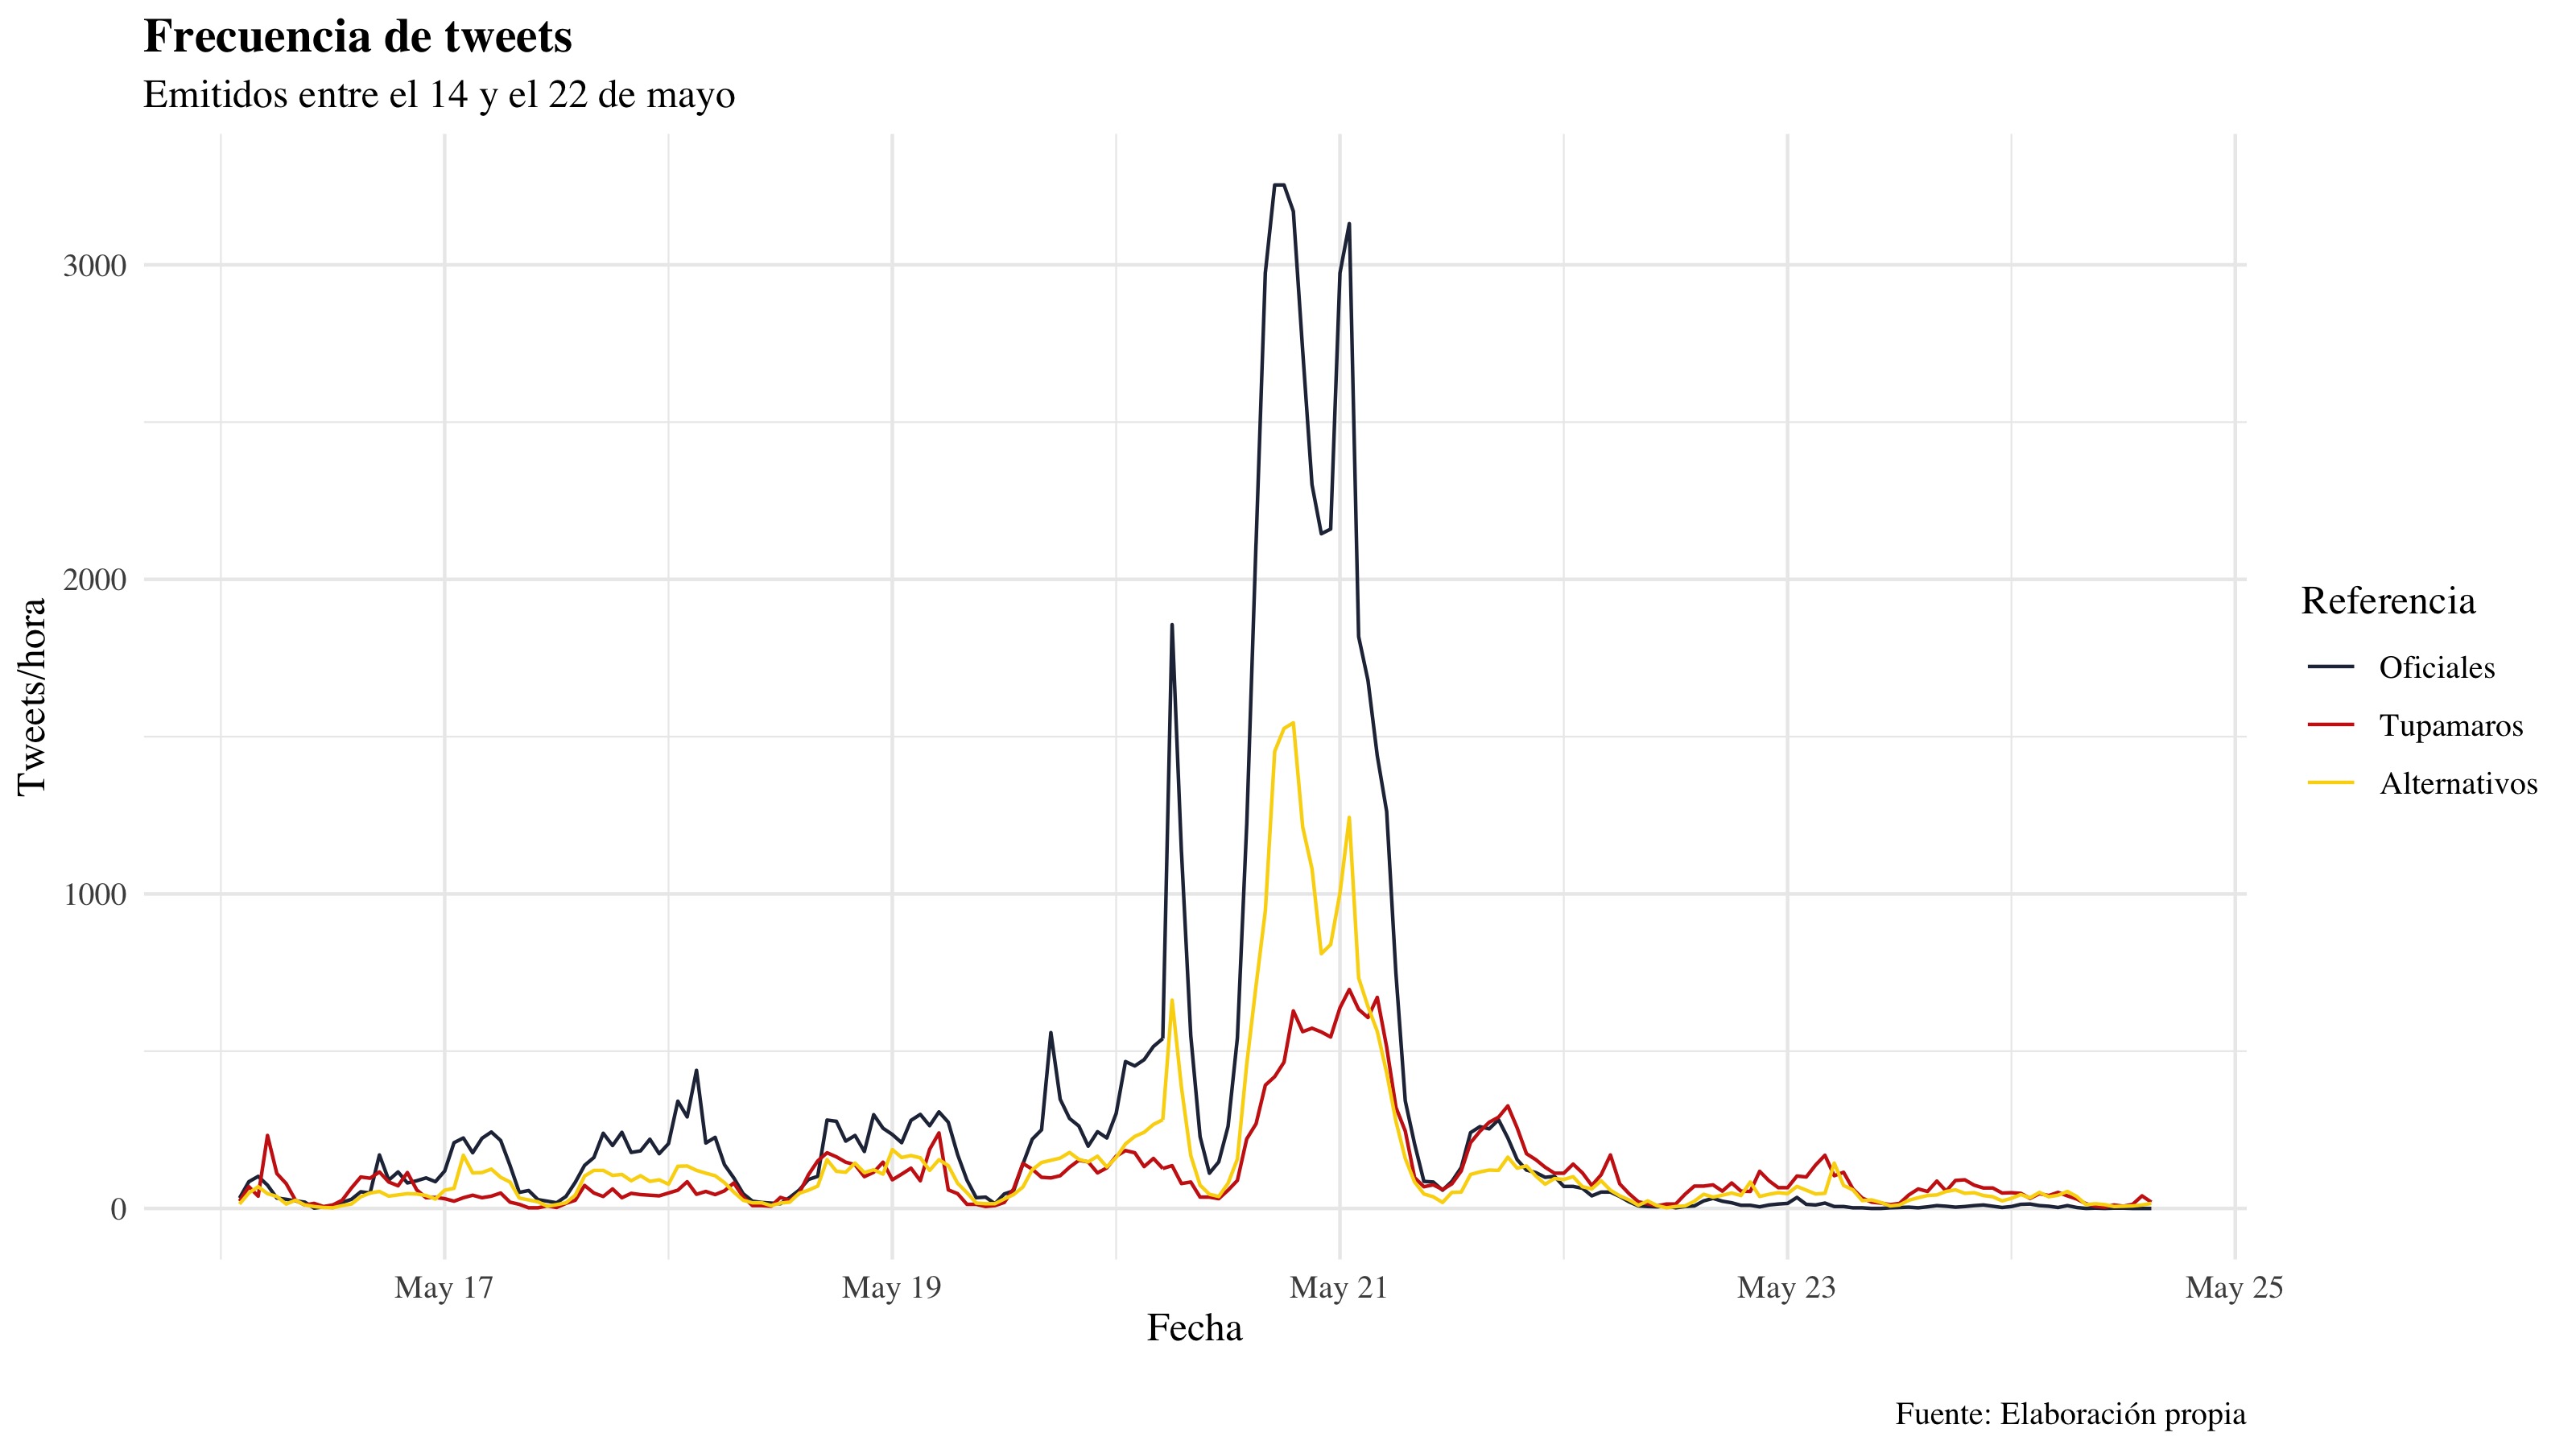 Frecuencia de tweets
Emitidos entre el 14 y el 22 de mayo
Tweets/hora
3000
2000
1000
0
May 17
May 19
May 21
May 23
May 25
Fecha
Referencia
Oficiales
Tupamaros
Alternativos
Fuente: Elaboración propia